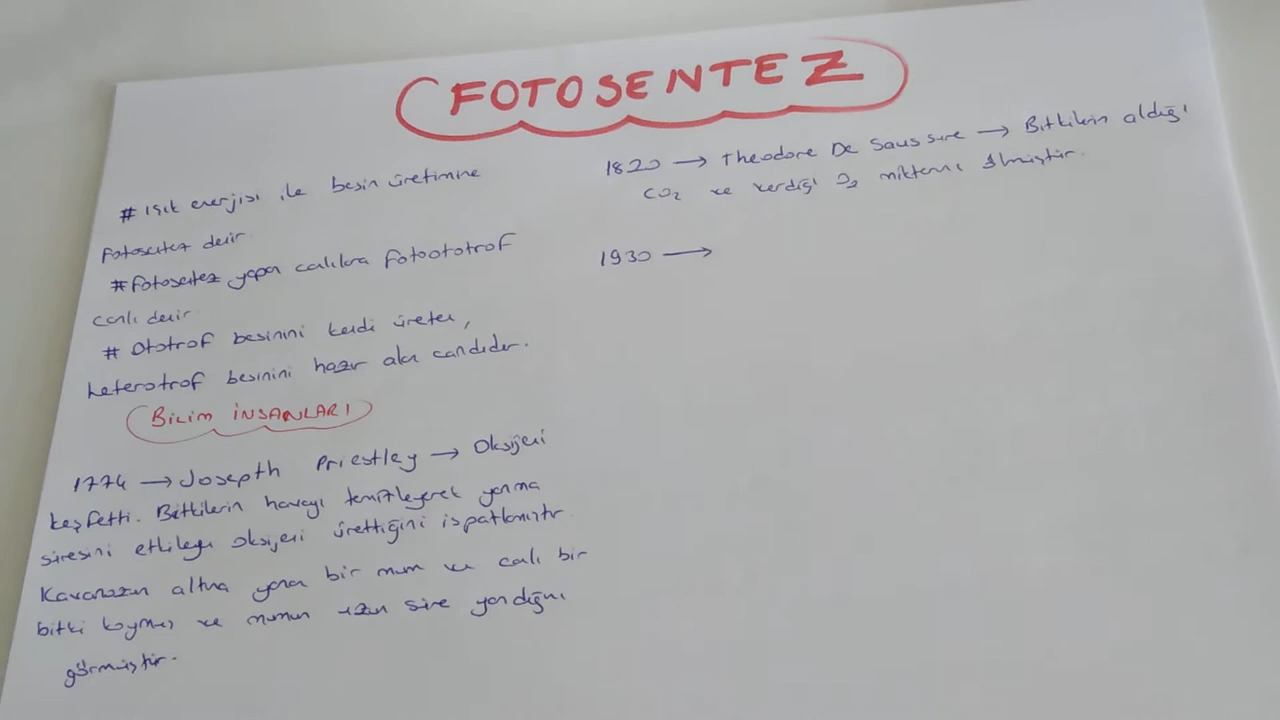 FOTOSENTEZ
# Işık enerjisi ile besin üretimine
fotosentez denir.
# Fotosentez yapan canlılara fotoototrof
canlı denir.
# Ototrof besinini kendi üreten,
heterotrof besinini hazır alan canlıdır.
BİLİM İNSANLARI
1774 → Josepth Priestley → Oksijeni
keşfetti. Bitkilerin havayı temizleyerek yanma
süresini etkileyen oksijeni ürettiğini ispatlamıştır
Kavanozun altına yanan bir mum ve canlı bir
bitki koymuş ve mumun uzun süre yandığını
görmüştür.
1820 → Theodore De Saussure → Bitkilerin aldığı
CO₂ ve verdiği O₂ miktarını ölmüştür.
1930 →